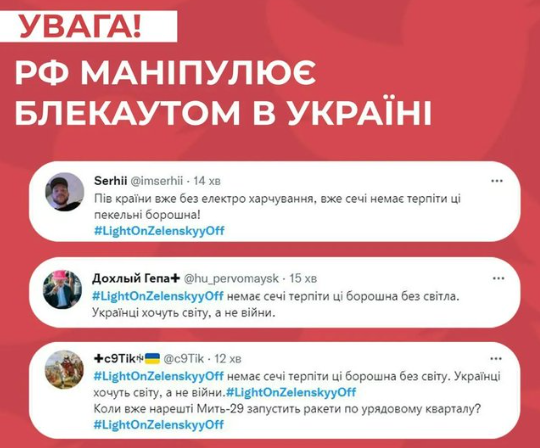 УВАГА!
РФ МАНІПУЛЮЄ
БЛЕКАУТОМ В УКРАЇНІ
Serhii @imserhii · 14 хв
Пів країни вже без електро харчування, вже сечі немає терпіти ці
пекельні борошна!
#LightOnZelenskyyOff
Дохлый Гепа✚ @hu_pervomaysk · 15 хв
#LightOnZelenskyyOff немає сечі терпіти ці борошна без світла.
Українці хочуть світу, а не війни.
✚c9Tik🇺🇦 @c9Tik · 12 хв
#LightOnZelenskyyOff немає сечі терпіти ці борошна без світу. Українці
хочуть світу, а не війни.#LightOnZelenskyyOff
Коли вже нарешті Мить-29 запустить ракети по урядовому кварталу?
#LightOnZelenskyyOff